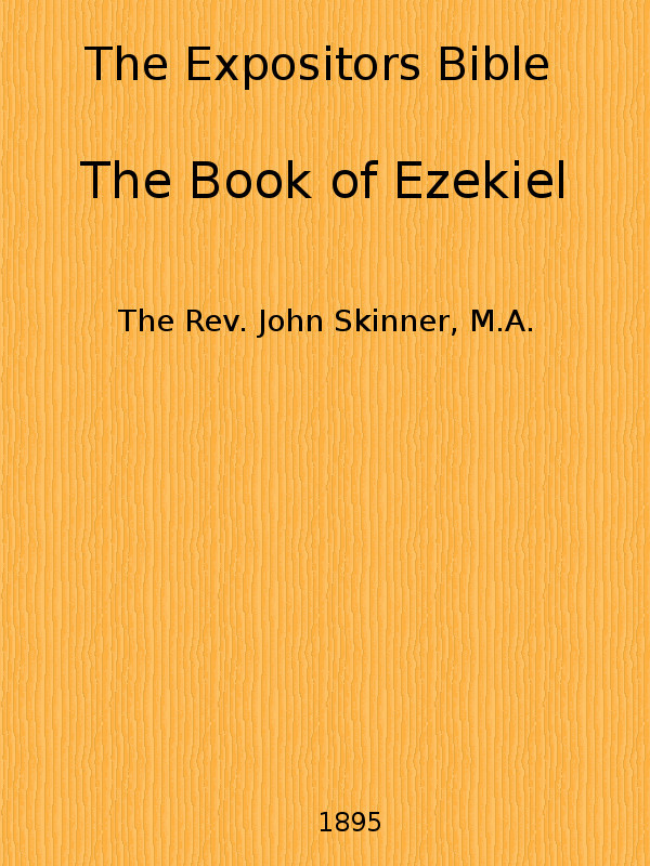 The Expositors Bible
The Book of Ezekiel
The Rev. John Skinner, M.A.
1895